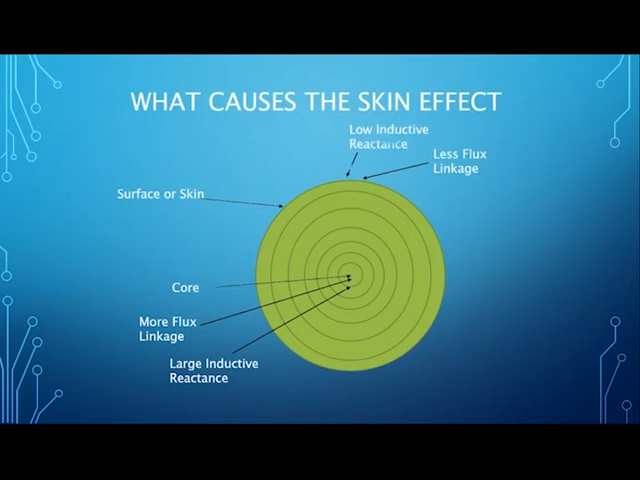 WHAT CAUSES THE SKIN EFFECT
Low Inductive
Reactance
Less Flux
Linkage
Surface or Skin
Core
More Flux
Linkage
Large Inductive
Reactance